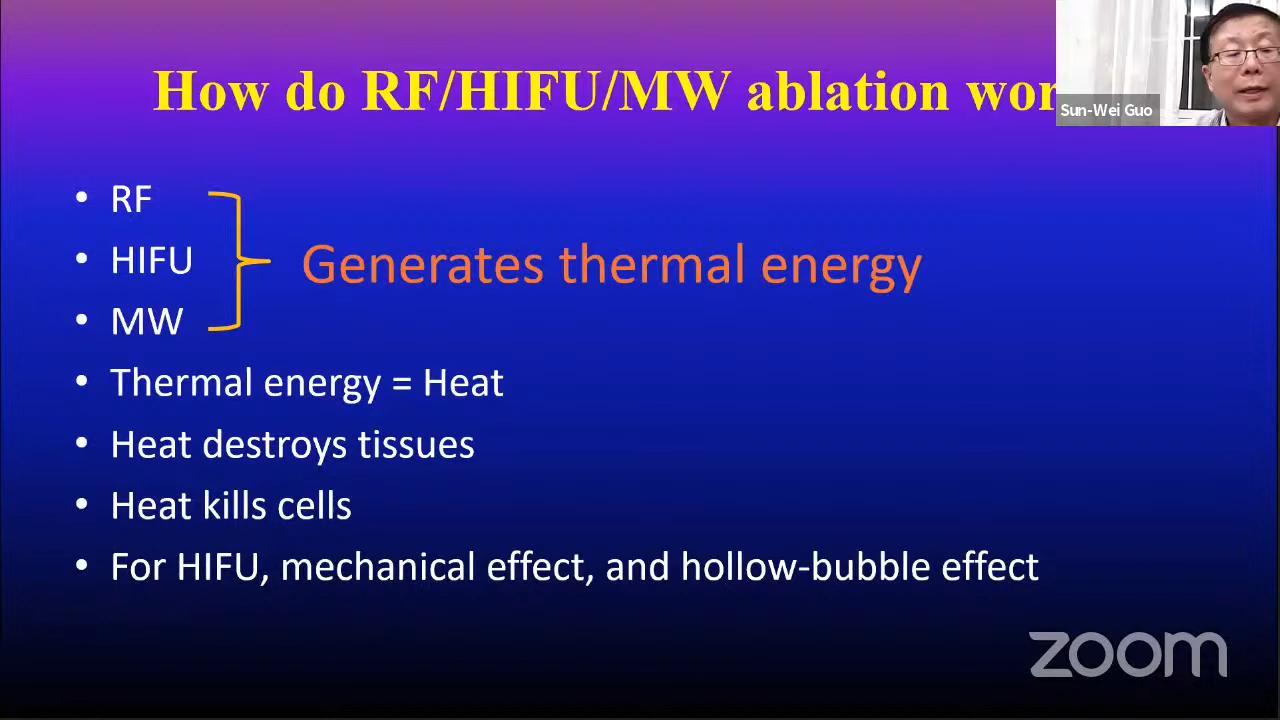 How do RF/HIFU/MW ablation wor
Sun-Wei Guo
• RF
• HIFU
• MW
Generates thermal energy
• Thermal energy = Heat
• Heat destroys tissues
• Heat kills cells
• For HIFU, mechanical effect, and hollow-bubble effect
zoom